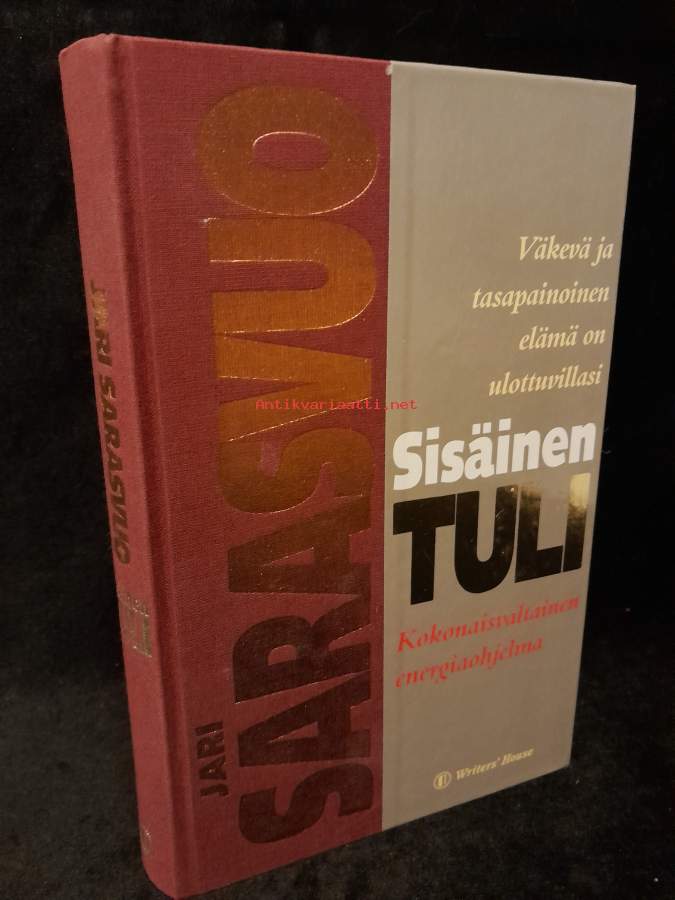 JARI SARASVUO
JARI
SARASVUO
Väkevä ja
tasapainoinen
elämä on
ulottuvillasi
Antikvariaatti.net
Sisäinen
TULI
Kokonaisvaltainen
energiaohjelma
Writers' House